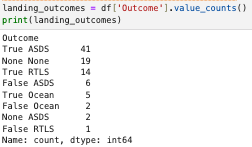 landing_outcomes = df['Outcome'].value_counts()
print(landing_outcomes)
Outcome
True ASDS 41
None None 19
True RTLS 14
False ASDS 6
True Ocean 5
False Ocean 2
None ASDS 2
False RTLS 1
Name: count, dtype: int64